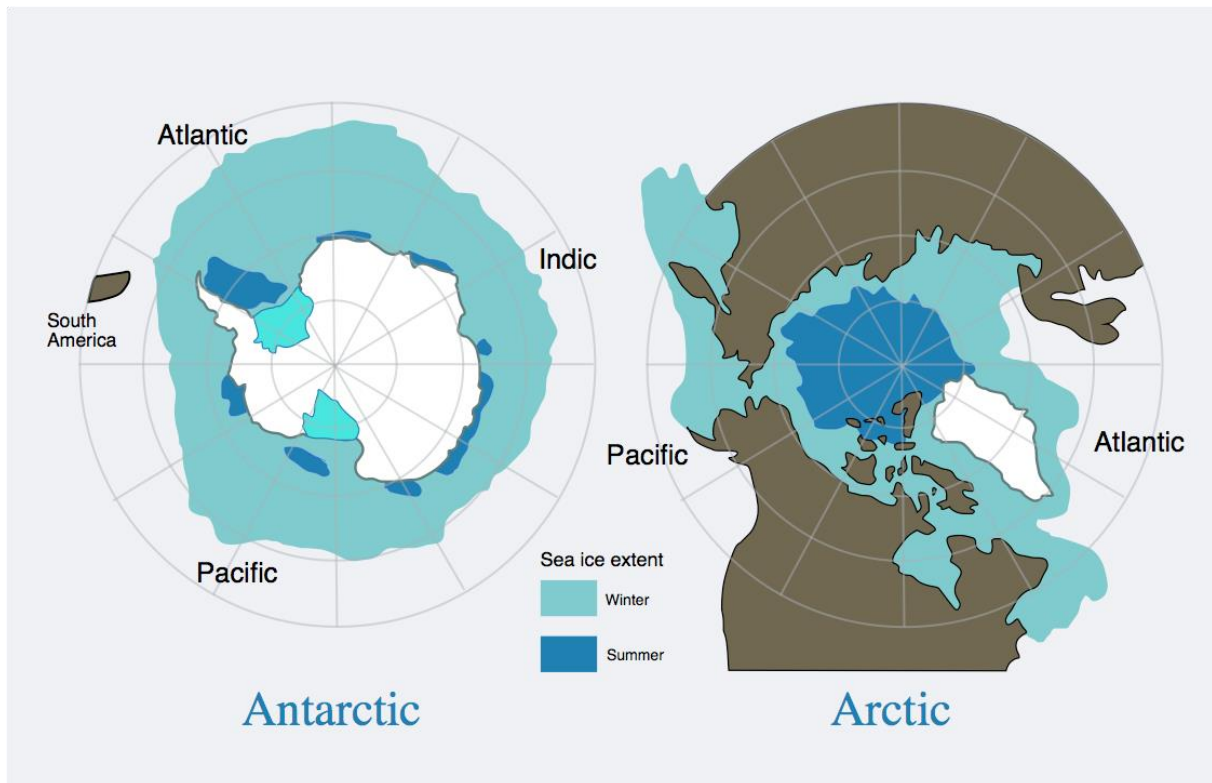 Atlantic
Indic
South
America
Pacific
Pacific
Atlantic
Sea ice extent
Winter
Summer
Antarctic
Arctic